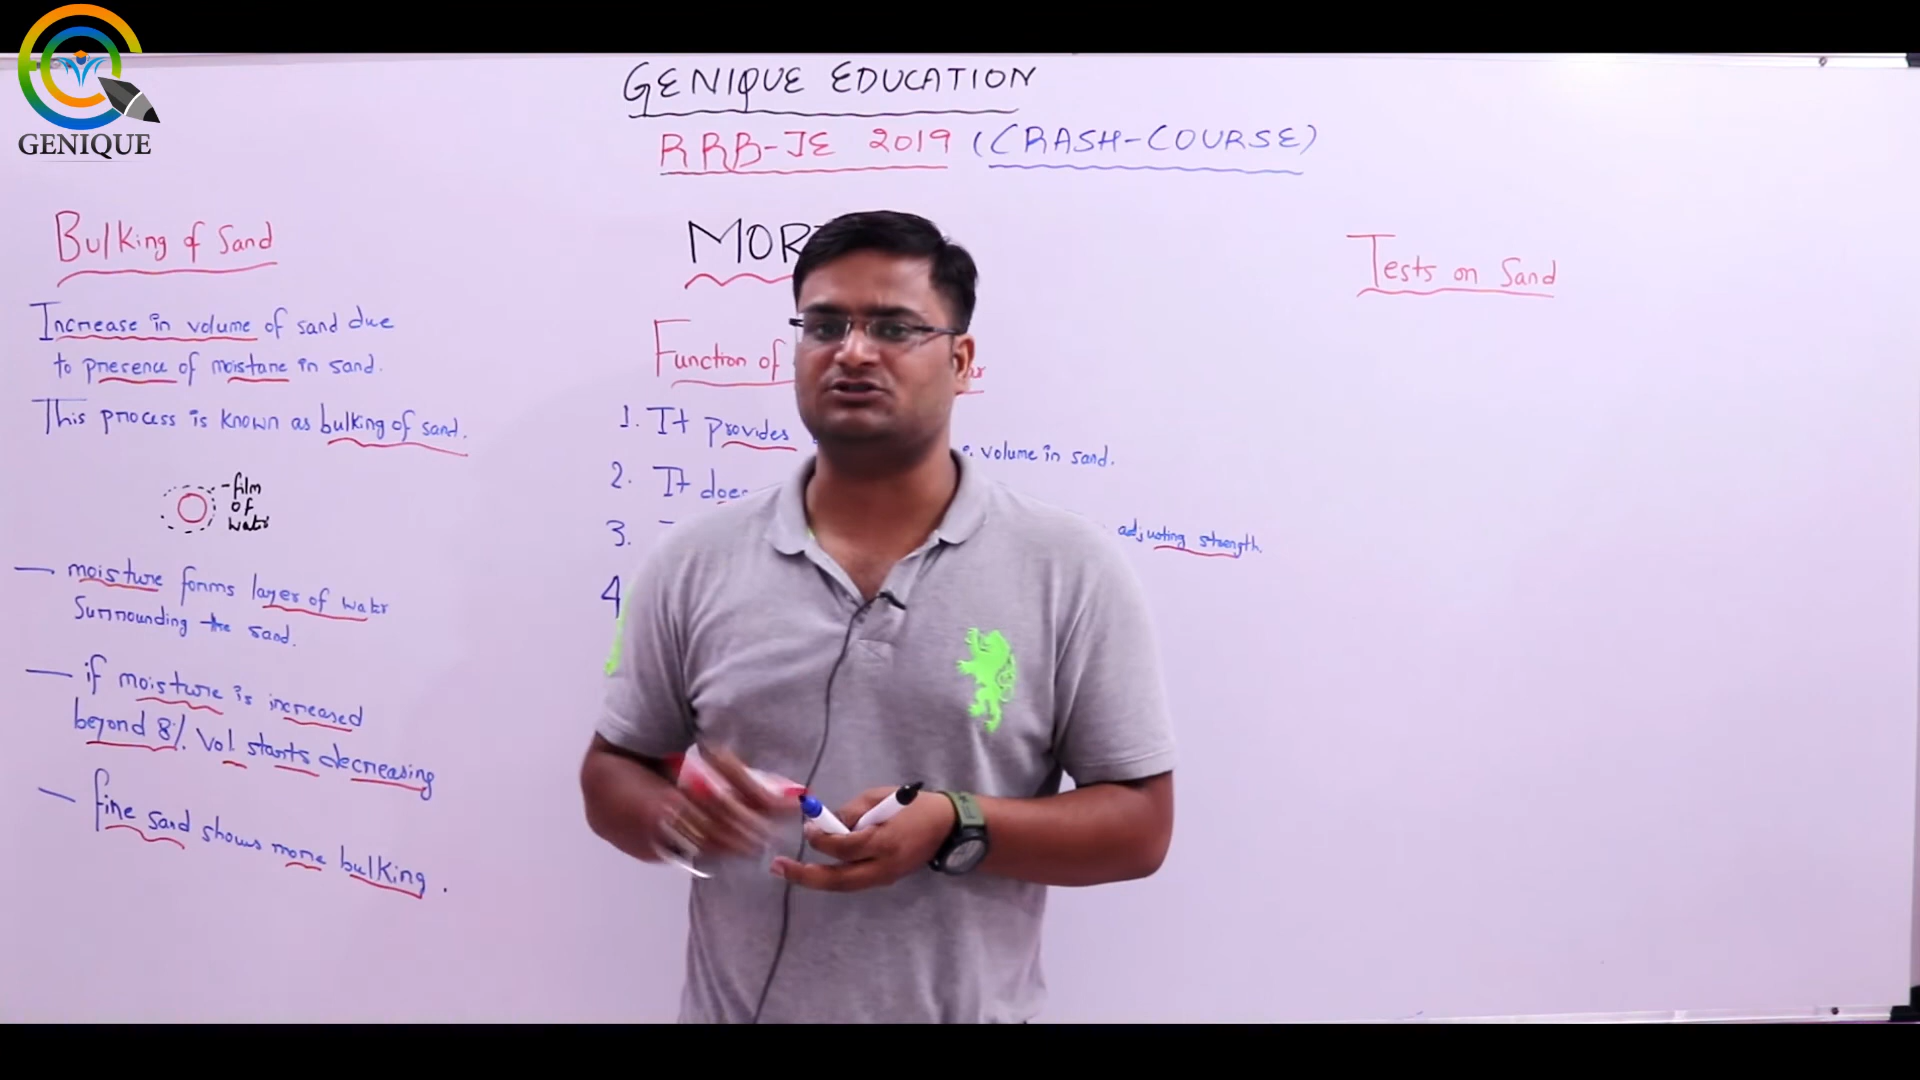 GENIQUE
GENIQUE EDUCATION
RRB-JE 2019 (CRASH-COURSE)
Bulking of Sand
Increase in volume of sand due
to presence of moisture in sand.
This process is known as bulking of sand.
- film
of
water
— moisture forms layer of water
surrounding the sand.
— if moisture is increased
beyond 8%. Vol. starts decreasing
— fine sand shows more bulking.
MOR
Function of
1. It provides
volume in sand.
2. It does
3.
adjusting strength.
4
Tests on Sand